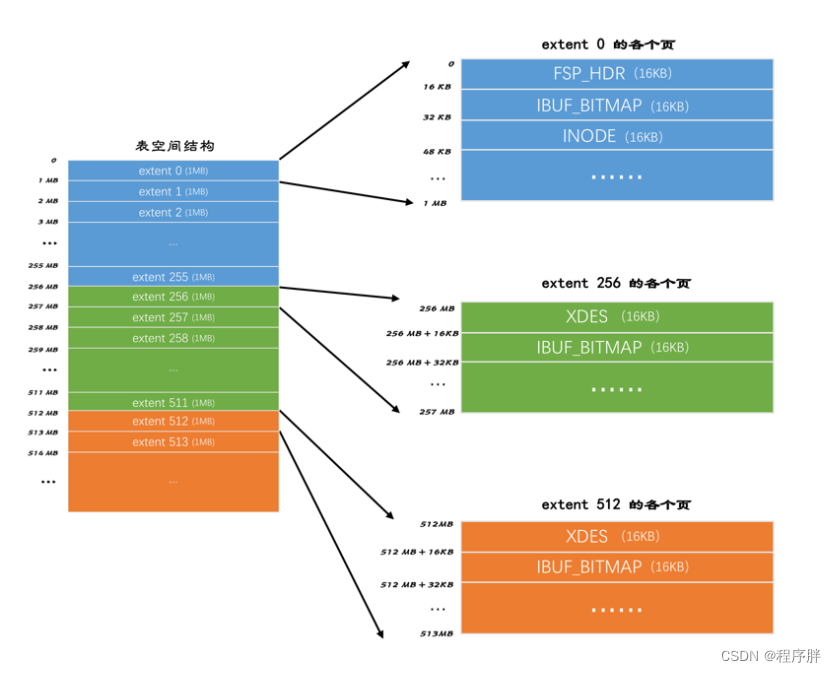 表空间结构
0
extent 0 (1MB)
1 MB
extent 1 (1MB)
2 MB
extent 2 (1MB)
3 MB
...
...
255 MB
extent 255 (1MB)
256 MB
extent 256 (1MB)
257 MB
extent 257 (1MB)
258 MB
extent 258 (1MB)
259 MB
...
...
511 MB
extent 511 (1MB)
512 MB
extent 512 (1MB)
513 MB
extent 513 (1MB)
514 MB
...
...
extent 0 的各个页
0
FSP_HDR (16KB)
16 KB
IBUF_BITMAP (16KB)
32 KB
INODE (16KB)
48 KB
...
......
1 MB
extent 256 的各个页
256 MB
XDES (16KB)
256 MB + 16KB
IBUF_BITMAP (16KB)
256 MB + 32KB
...
......
257 MB
extent 512 的各个页
512MB
XDES (16KB)
512 MB + 16KB
IBUF_BITMAP (16KB)
512 MB + 32KB
...
......
513MB
CSDN @程序胖